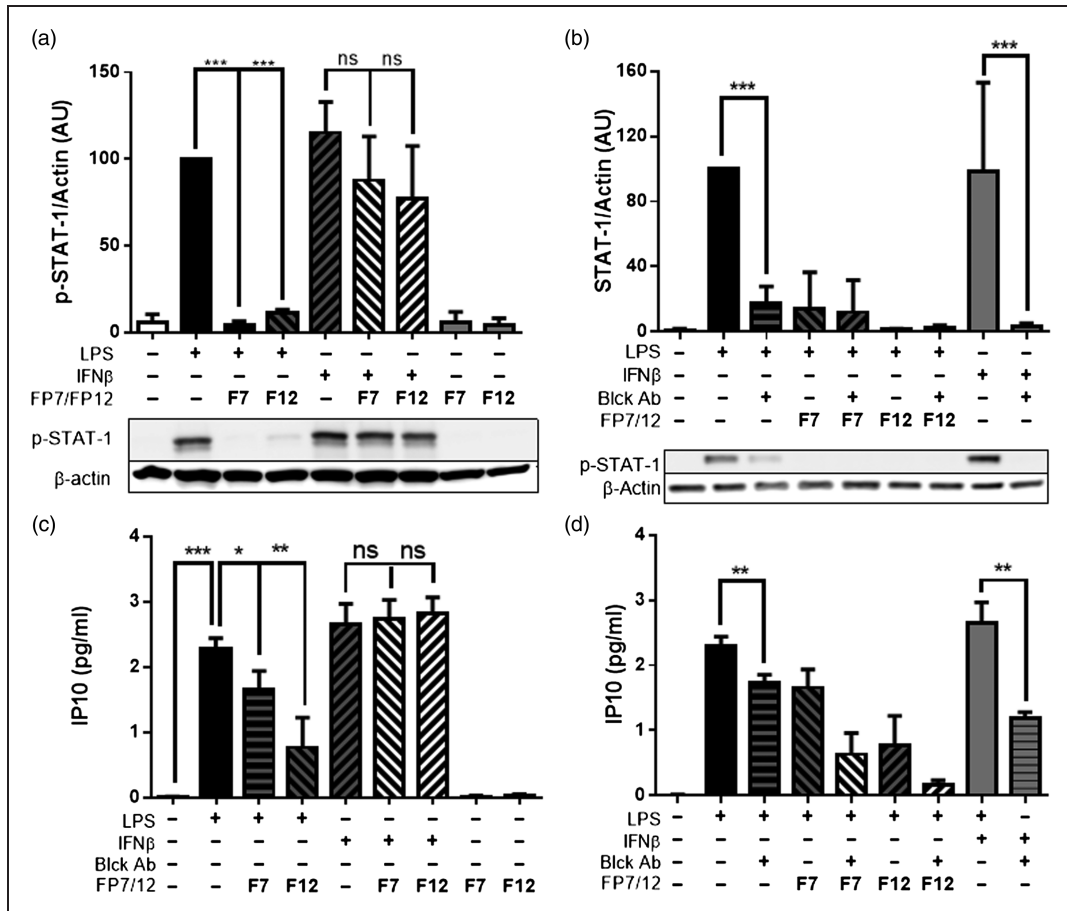 (a)
*** *** ns ns
p-STAT-1/Actin (AU)
150
100
50
0
LPS – + + + – – – – –
IFNβ – – – – + + + – –
FP7/FP12 – – F7 F12 – F7 F12 F7 F12
p-STAT-1
β-actin
(b)
*** ***
STAT-1/Actin (AU)
160
120
80
40
0
LPS – + + + + + + – –
IFNβ – – – – – – – + +
Blck Ab – – + – + – + – +
FP7/12 – – – F7 F7 F12 F12 – –
p-STAT-1
β-Actin
(c)
*** * ** ns ns
IP10 (pg/ml)
4
3
2
1
0
LPS – + + + – – – – –
IFNβ – – – – + + + – –
Blck Ab – – – – – – – – –
FP7/12 – – F7 F12 – F7 F12 F7 F12
(d)
** **
IP10 (pg/ml)
4
3
2
1
0
LPS – + + + + + + + –
IFNβ – – – – – – – + +
Blck Ab – – + – + – + – +
FP7/12 – – – F7 F7 F12 F12 – –